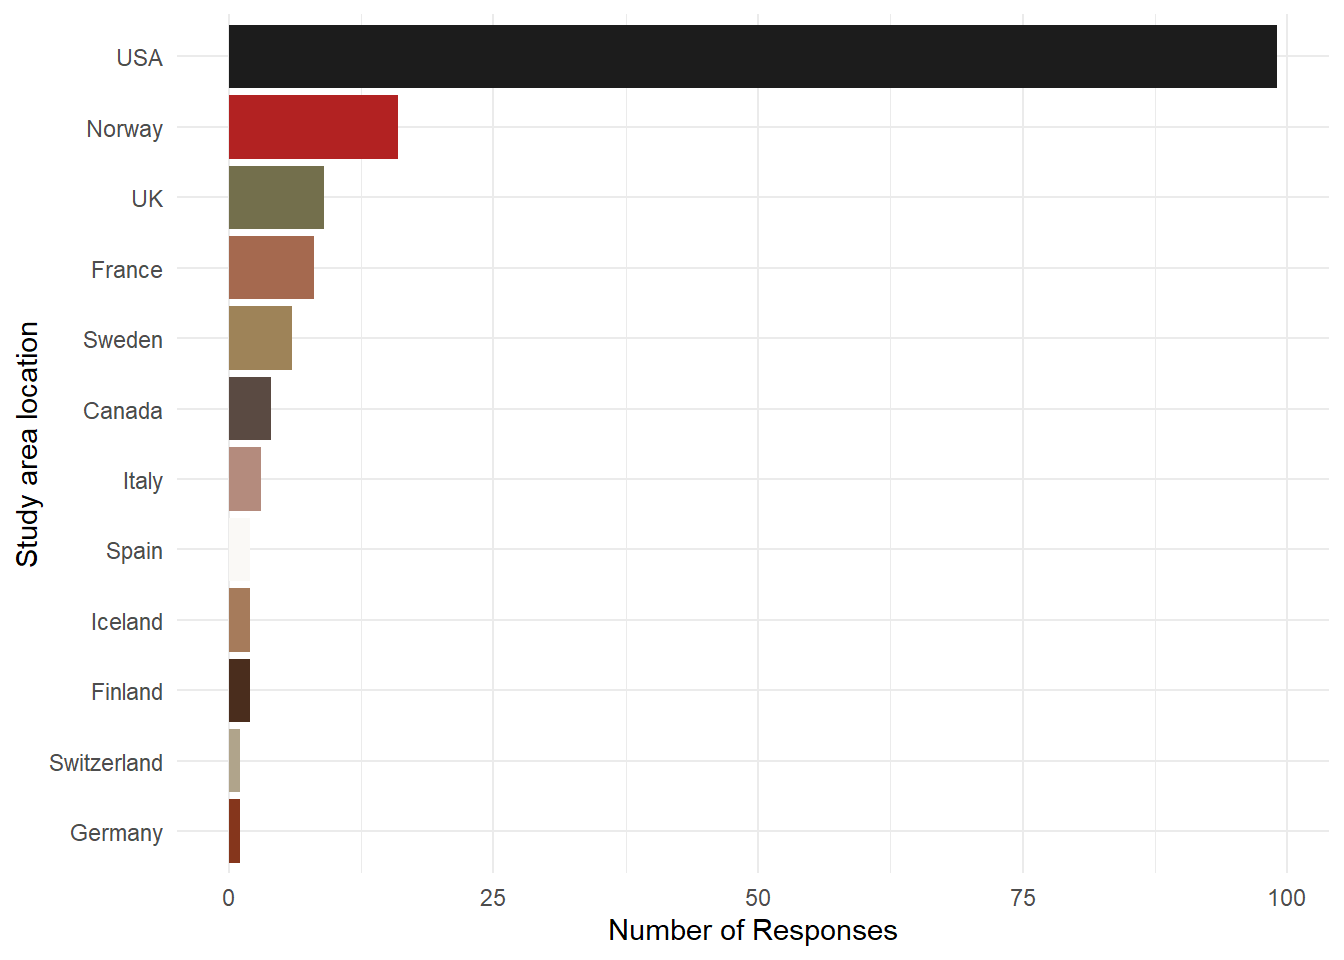 USA
Norway
UK
France
Sweden
Canada
Italy
Spain
Iceland
Finland
Switzerland
Germany
Study area location
0 25 50 75 100
Number of Responses